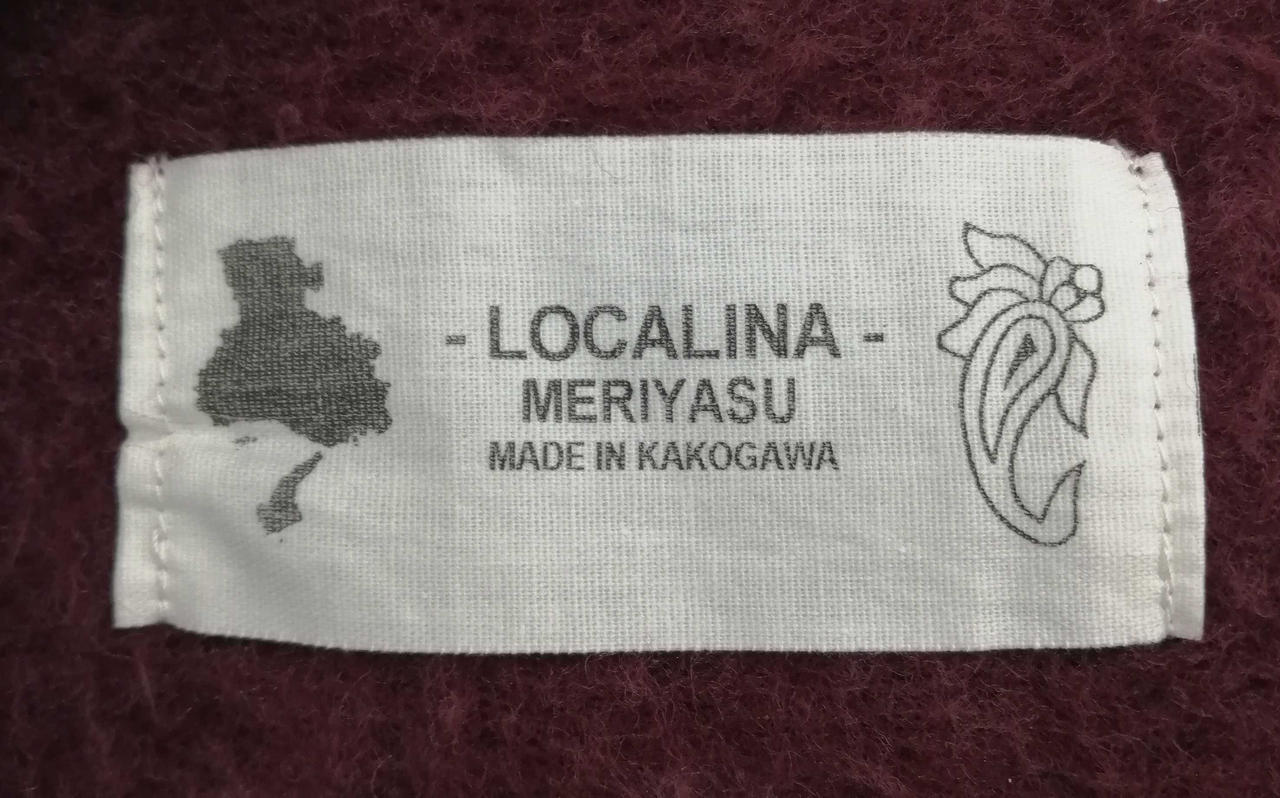 - LOCALINA -
MERIYASU
MADE IN KAKOGAWA